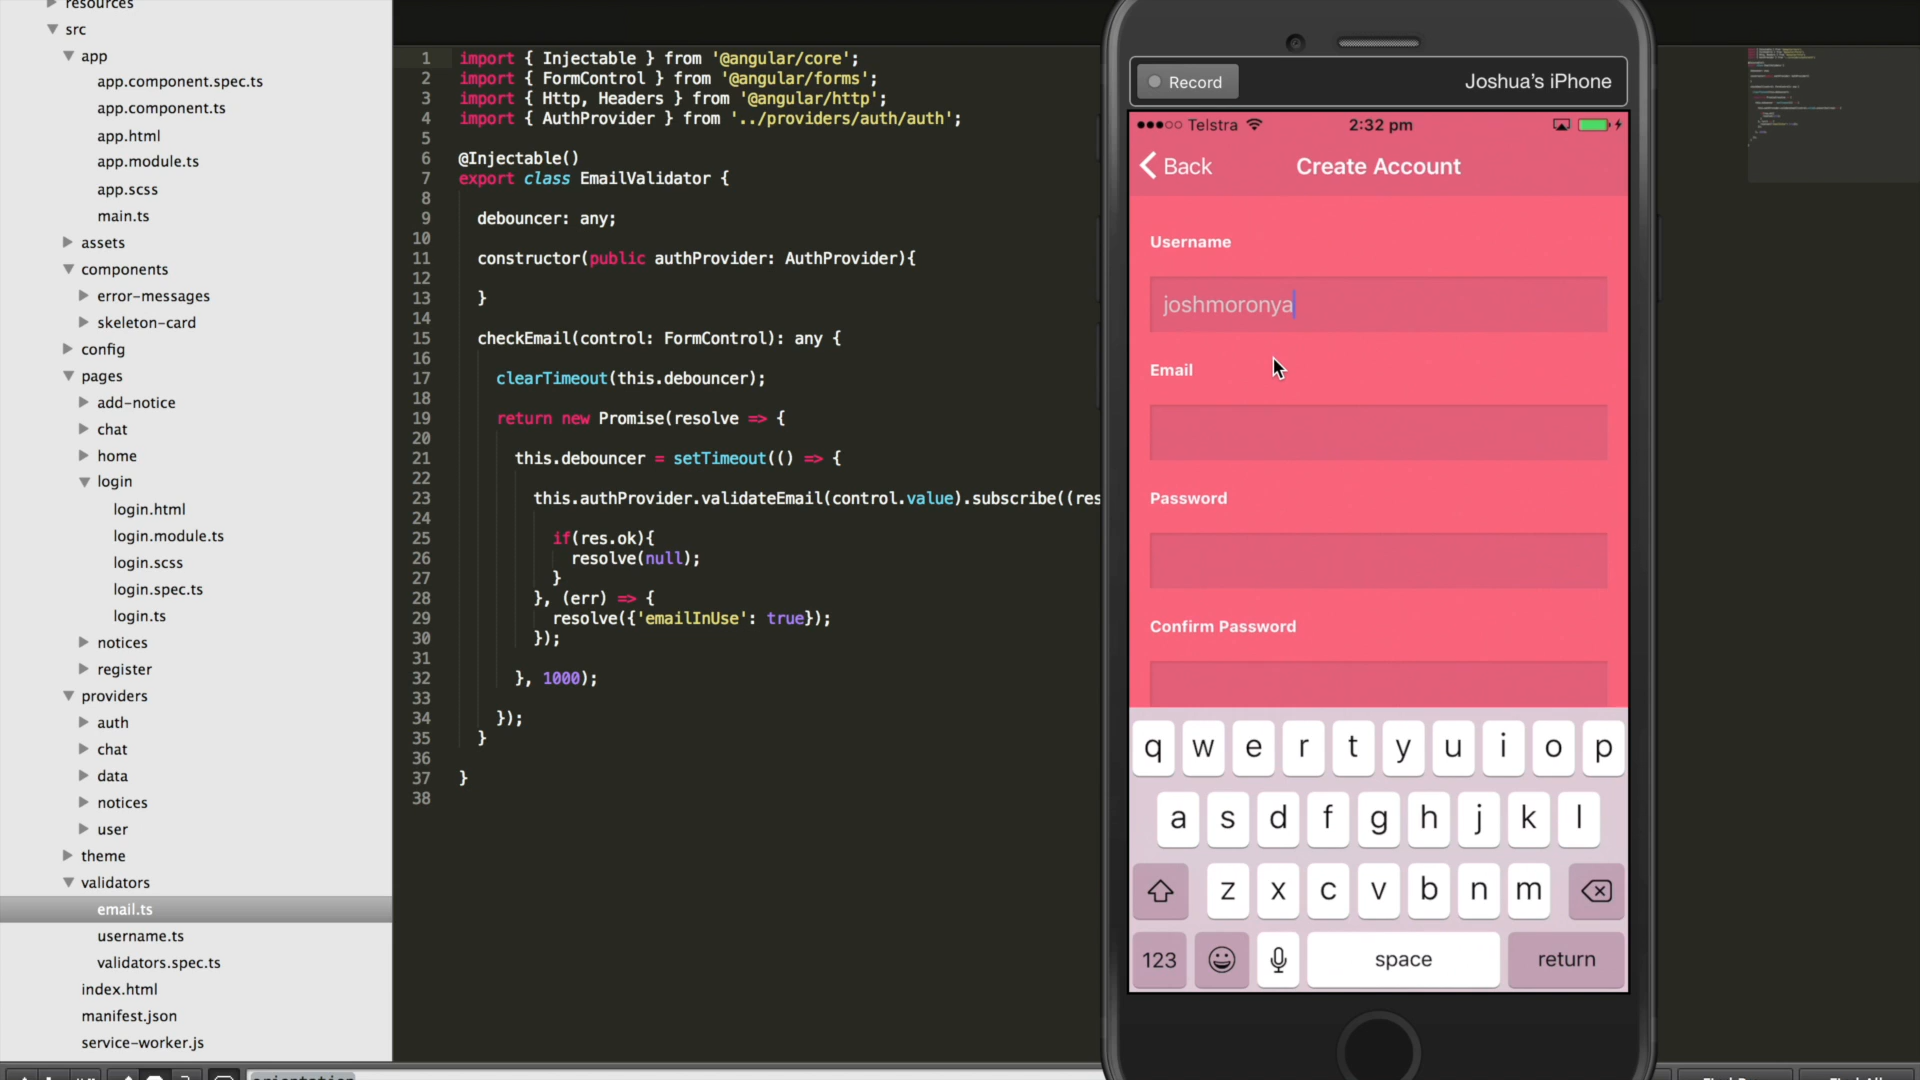 resources
src
app
app.component.spec.ts
app.component.ts
app.html
app.module.ts
app.scss
main.ts
assets
components
error-messages
skeleton-card
config
pages
add-notice
chat
home
login
login.html
login.module.ts
login.scss
login.spec.ts
login.ts
notices
register
providers
auth
chat
data
notices
user
theme
validators
email.ts
username.ts
validators.spec.ts
index.html
manifest.json
service-worker.js
1 import { Injectable } from '@angular/core';
2 import { FormControl } from '@angular/forms';
3 import { Http, Headers } from '@angular/http';
4 import { AuthProvider } from '../providers/auth/auth';
5
6 @Injectable()
7 export class EmailValidator {
8
9 debouncer: any;
10
11 constructor(public authProvider: AuthProvider){
12
13 }
14
15 checkEmail(control: FormControl): any {
16
17 clearTimeout(this.debouncer);
18
19 return new Promise(resolve => {
20
21 this.debouncer = setTimeout(() => {
22
23 this.authProvider.validateEmail(control.value).subscribe((res
24
25 if(res.ok){
26 resolve(null);
27 }
28 }, (err) => {
29 resolve({'emailInUse': true});
30 });
31
32 }, 1000);
33
34 });
35 }
36
37 }
38
Record
Joshua's iPhone
Telstra 2:32 pm
Back Create Account
Username
joshmoronya
Email
Password
Confirm Password
q w e r t y u i o p
a s d f g h j k l
z x c v b n m
123 space return